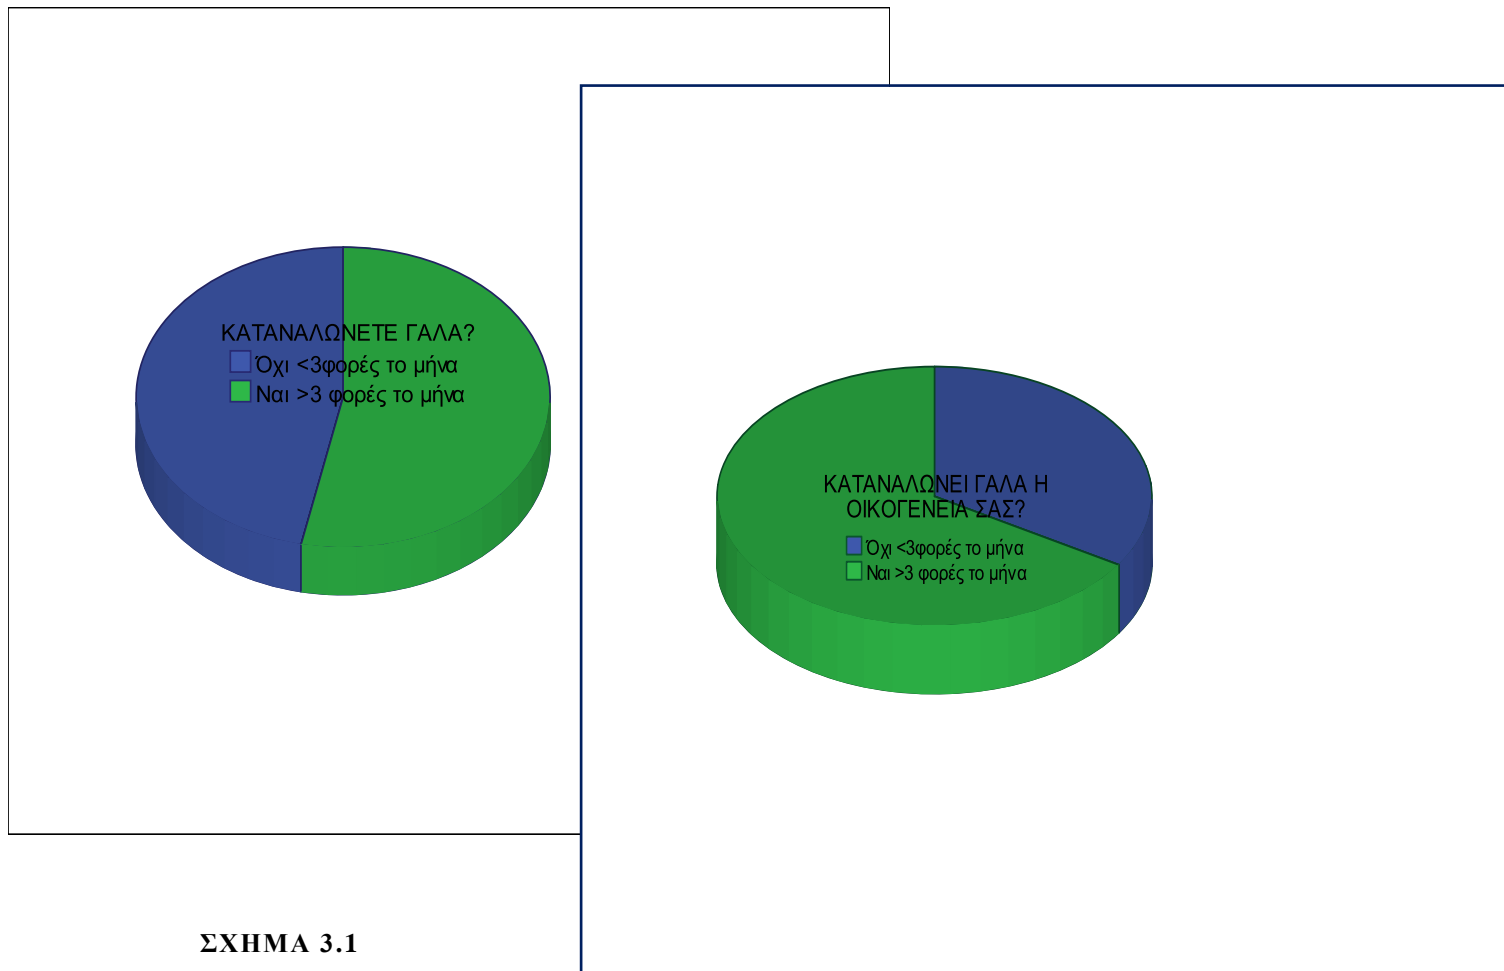 ΚΑΤΑΝΑΛΩΝΕΤΕ ΓΑΛΑ?
Όχι <3φορές το μήνα
Ναι >3 φορές το μήνα
ΚΑΤΑΝΑΛΩΝΕΙ ΓΑΛΑ Η
ΟΙΚΟΓΕΝΕΙΑ ΣΑΣ?
Όχι <3φορές το μήνα
Ναι >3 φορές το μήνα
ΣΧΗΜΑ 3.1